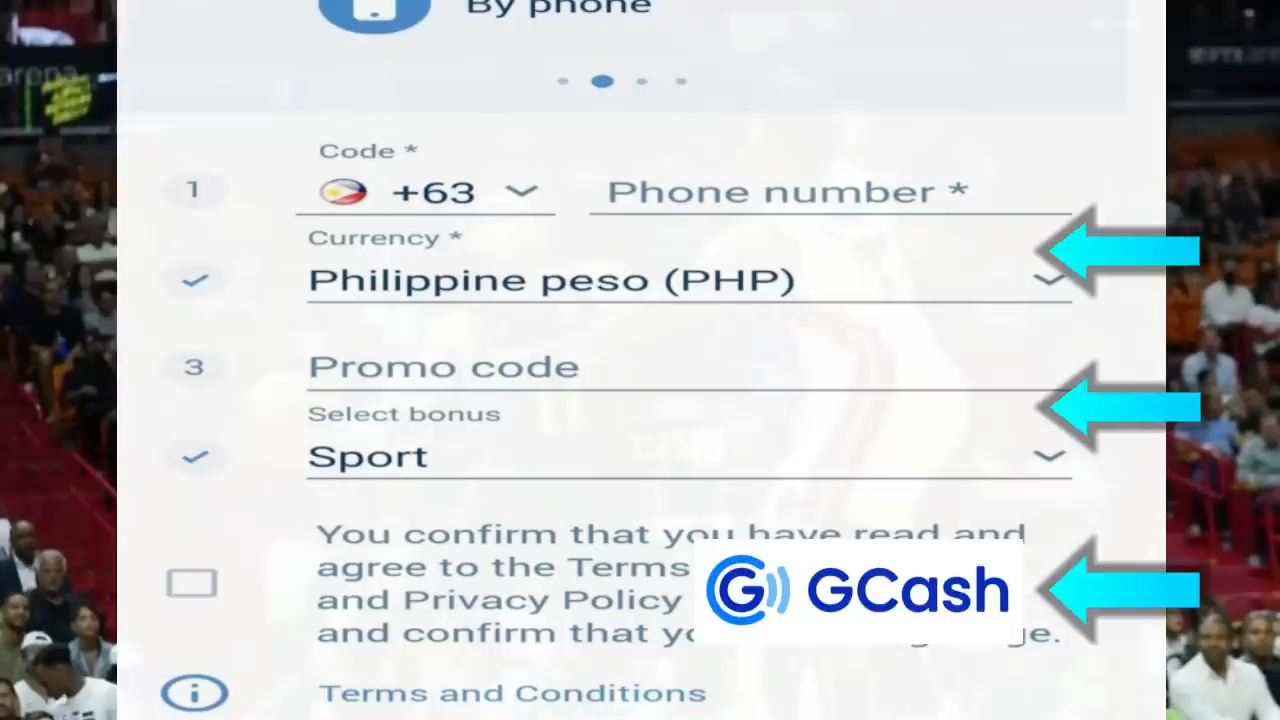 By phone
arena
Code *
1
+63
Phone number *
Currency *
Philippine peso (PHP)
3
Promo code
Select bonus
Sport
You confirm that you have read and
agree to the Terms
and Privacy Policy
and confirm that
GCash
Terms and Conditions